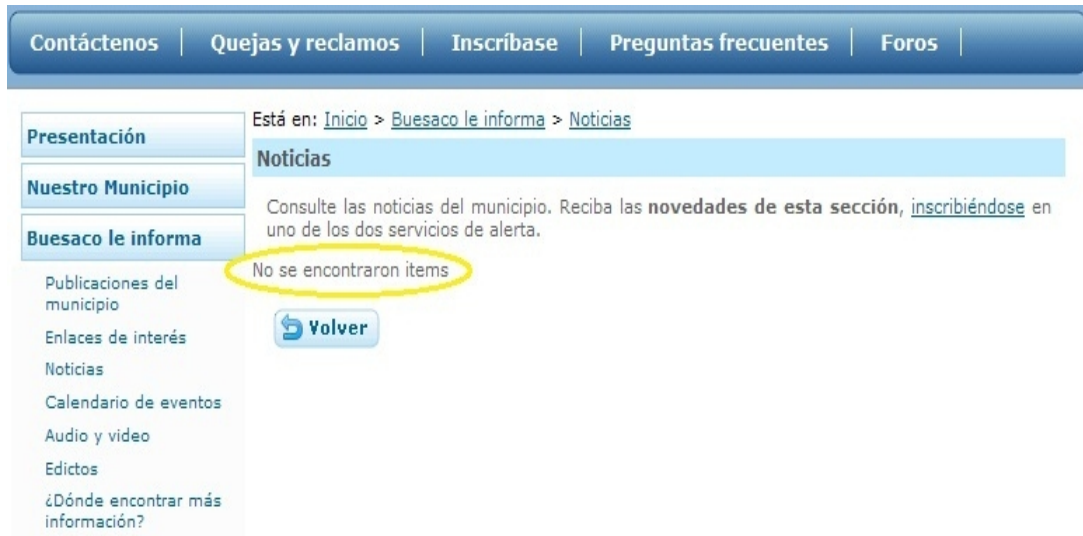 Contáctenos | Quejas y reclamos | Inscríbase | Preguntas frecuentes | Foros |
Presentación
Nuestro Municipio
Buesaco le informa
Publicaciones del
municipio
Enlaces de interés
Noticias
Calendario de eventos
Audio y video
Edictos
¿Dónde encontrar más
información?
Está en: Inicio > Buesaco le informa > Noticias
Noticias
Consulte las noticias del municipio. Reciba las novedades de esta sección, inscribiéndose en
uno de los dos servicios de alerta.
No se encontraron items
Volver